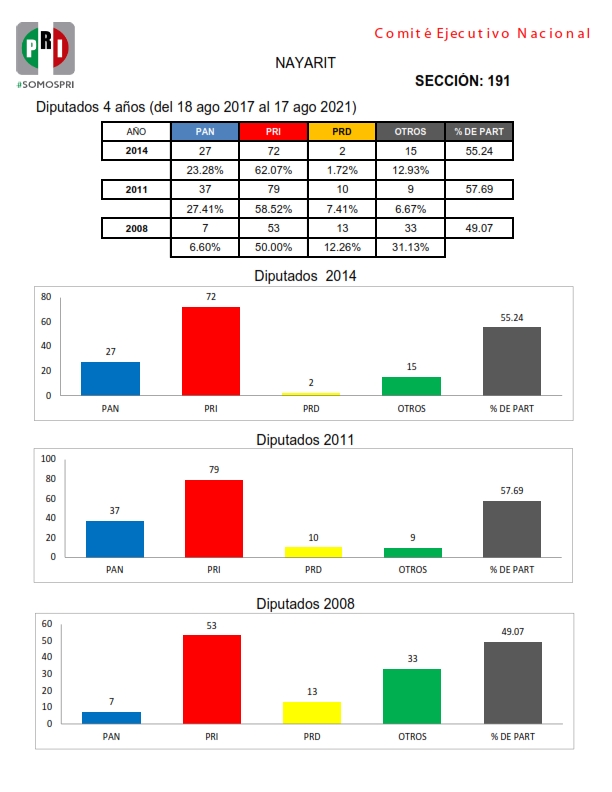 Comité Ejecutivo Nacional
PRI
#SOMOSPRI
NAYARIT
SECCIÓN: 191
Diputados 4 años (del 18 ago 2017 al 17 ago 2021)
AÑO PAN PRI PRD OTROS % DE PART
2014 27 72 2 15 55.24
23.28% 62.07% 1.72% 12.93%
2011 37 79 10 9 57.69
27.41% 58.52% 7.41% 6.67%
2008 7 53 13 33 49.07
6.60% 50.00% 12.26% 31.13%
Diputados 2014
80
60
40
20
0
27 72 2 15 55.24
PAN PRI PRD OTROS % DE PART
Diputados 2011
100
80
60
40
20
0
37 79 10 9 57.69
PAN PRI PRD OTROS % DE PART
Diputados 2008
60
50
40
30
20
10
0
7 53 13 33 49.07
PAN PRI PRD OTROS % DE PART